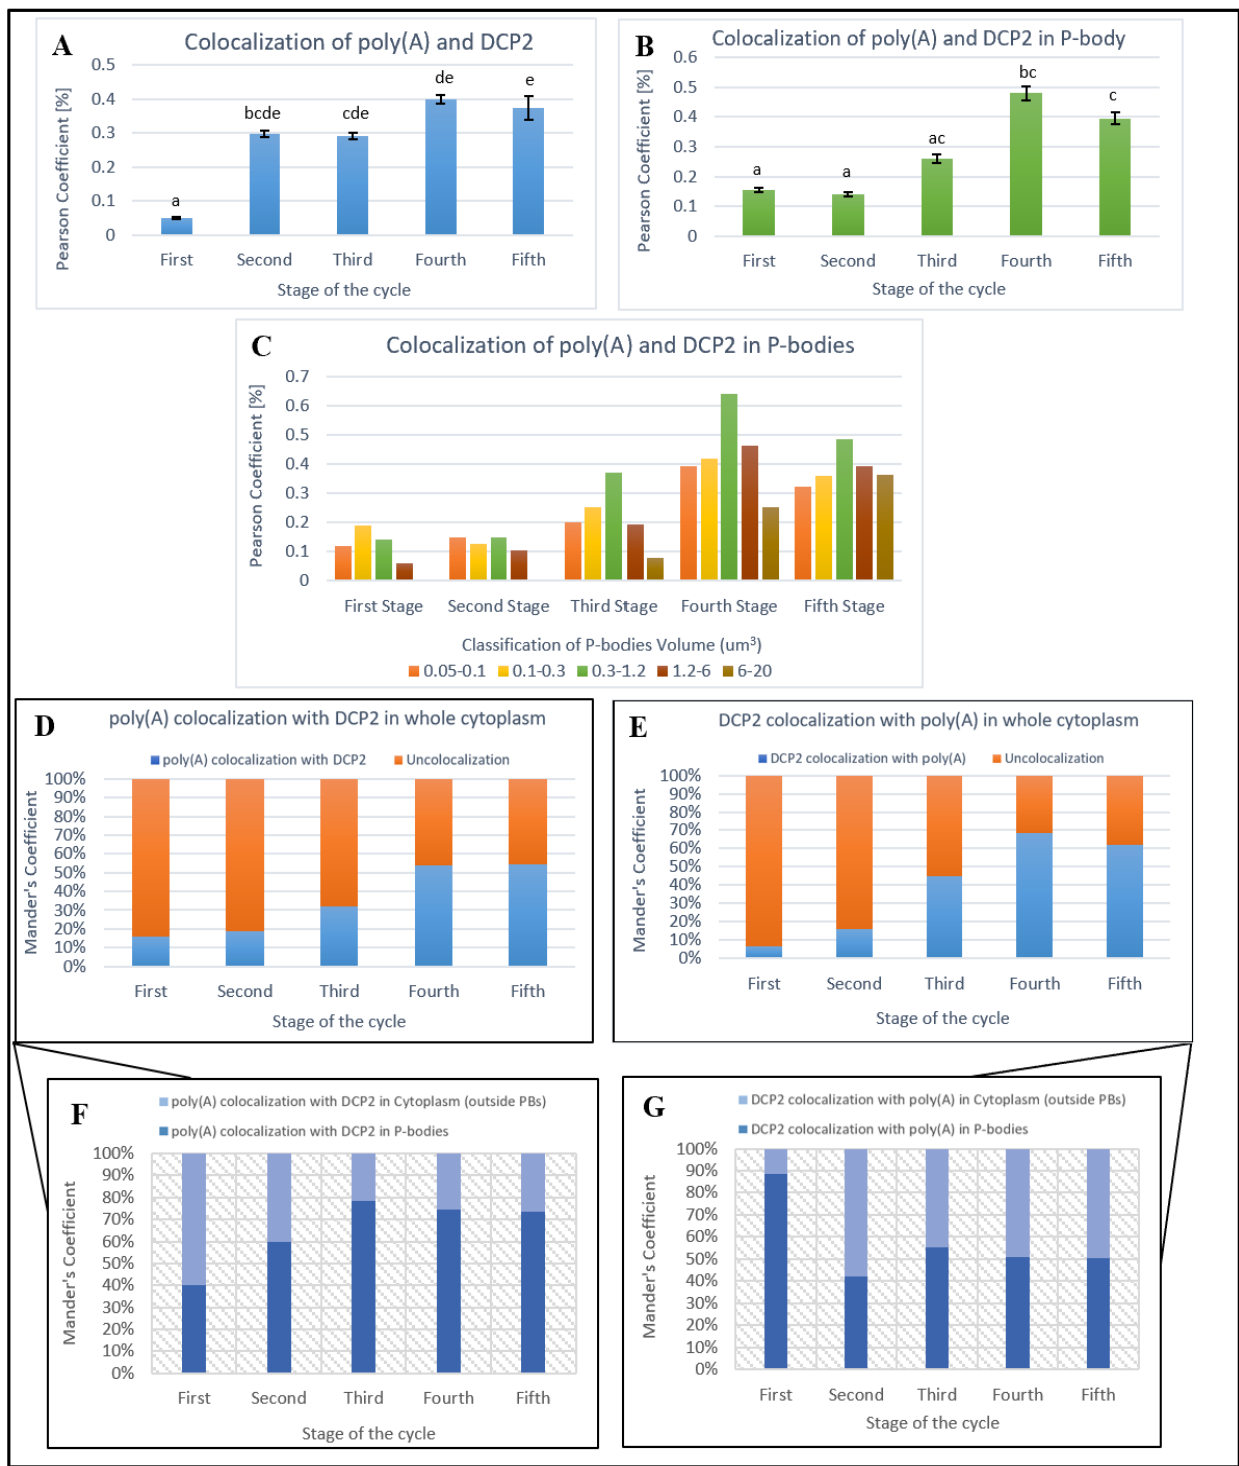 A
Colocalization of poly(A) and DCP2
Pearson Coefficient [%]
0.5
0.4
0.3
0.2
0.1
0
a
bcde
cde
de
e
First Second Third Fourth Fifth
Stage of the cycle
B
Colocalization of poly(A) and DCP2 in P-body
Pearson Coefficient [%]
0.6
0.5
0.4
0.3
0.2
0.1
0
a
a
ac
bc
c
First Second Third Fourth Fifth
Stage of the cycle
C
Colocalization of poly(A) and DCP2 in P-bodies
Pearson Coefficient [%]
0.7
0.6
0.5
0.4
0.3
0.2
0.1
0
First Stage Second Stage Third Stage Fourth Stage Fifth Stage
Classification of P-bodies Volume (um³)
0.05-0.1 0.1-0.3 0.3-1.2 1.2-6 6-20
D
poly(A) colocalization with DCP2 in whole cytoplasm
poly(A) colocalization with DCP2 Uncolocalization
Mander's Coefficient
100%
90%
80%
70%
60%
50%
40%
30%
20%
10%
0%
First Second Third Fourth Fifth
Stage of the cycle
E
DCP2 colocalization with poly(A) in whole cytoplasm
DCP2 colocalization with poly(A) Uncolocalization
Mander's Coefficient
100%
90%
80%
70%
60%
50%
40%
30%
20%
10%
0%
First Second Third Fourth Fifth
Stage of the cycle
F
poly(A) colocalization with DCP2 in Cytoplasm (outside PBs)
poly(A) colocalization with DCP2 in P-bodies
Mander's Coefficient
100%
90%
80%
70%
60%
50%
40%
30%
20%
10%
0%
First Second Third Fourth Fifth
Stage of the cycle
G
DCP2 colocalization with poly(A) in Cytoplasm (outside PBs)
DCP2 colocalization with poly(A) in P-bodies
Mander's Coefficient
100%
90%
80%
70%
60%
50%
40%
30%
20%
10%
0%
First Second Third Fourth Fifth
Stage of the cycle